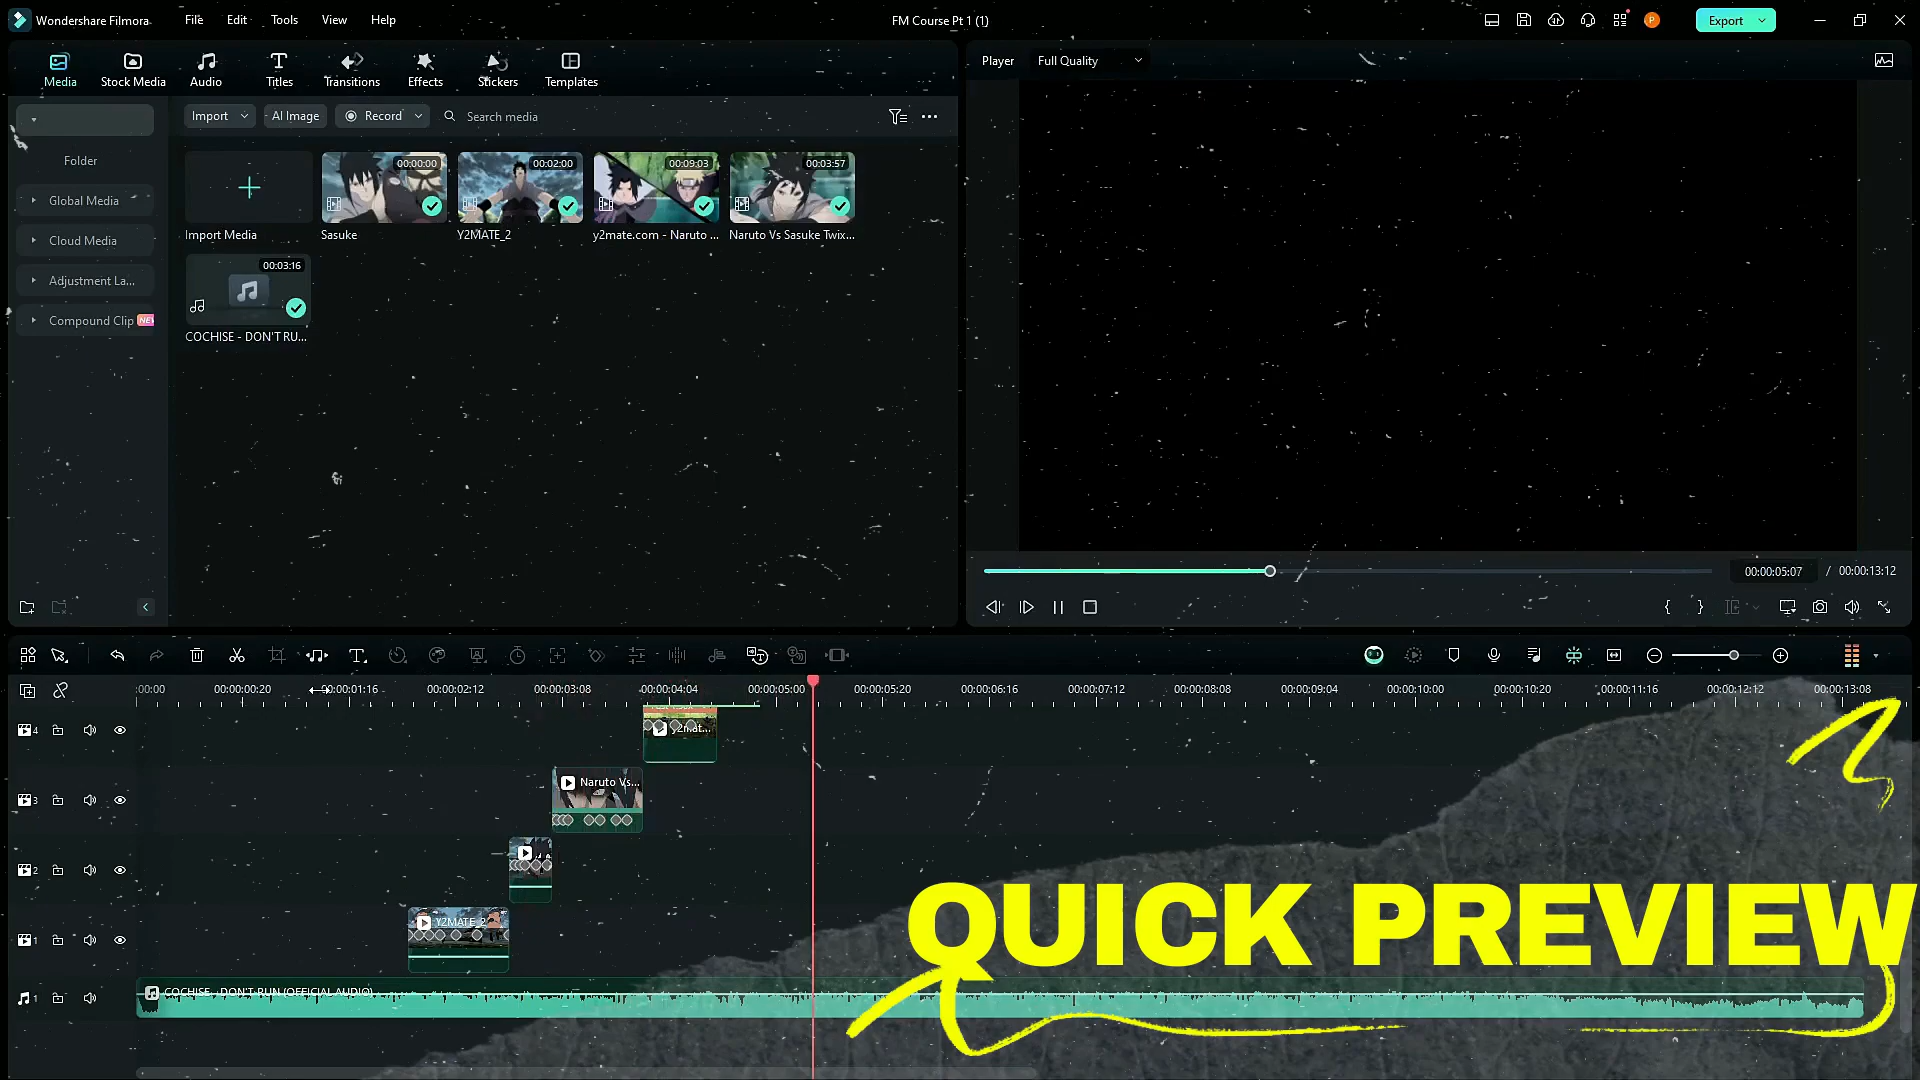 Wondershare Filmora
File Edit Tools View Help
FM Course Pt 1 (1)
Export
Media Stock Media Audio Titles Transitions Effects Stickers Templates
Player Full Quality
Import AI Image Record Search media
Folder
Global Media
Cloud Media
Adjustment La...
Compound Clip
00:00:00 00:02:00 00:09:03 00:03:57
Import Media Sasuke Y2MATE_2 y2mate.com - Naruto ... Naruto Vs Sasuke Twix...
00:03:16
COCHISE - DON'T RU...
00:00:05:07 / 00:00:13:12
:00:00 00:00:00:20 00:00:01:16 00:00:02:12 00:00:03:08 00:00:04:04 00:00:05:00 00:00:05:20 00:00:06:16 00:00:07:12 00:00:08:08 00:00:09:04 00:00:10:00 00:00:10:20 00:00:11:16 00:00:12:12 00:00:13:08
4 y2mat...
3 Naruto Vs...
2
1 Y2MATE_2
1 COCHISE - DON'T RUN (OFFICIAL AUDIO)
QUICK PREVIEW